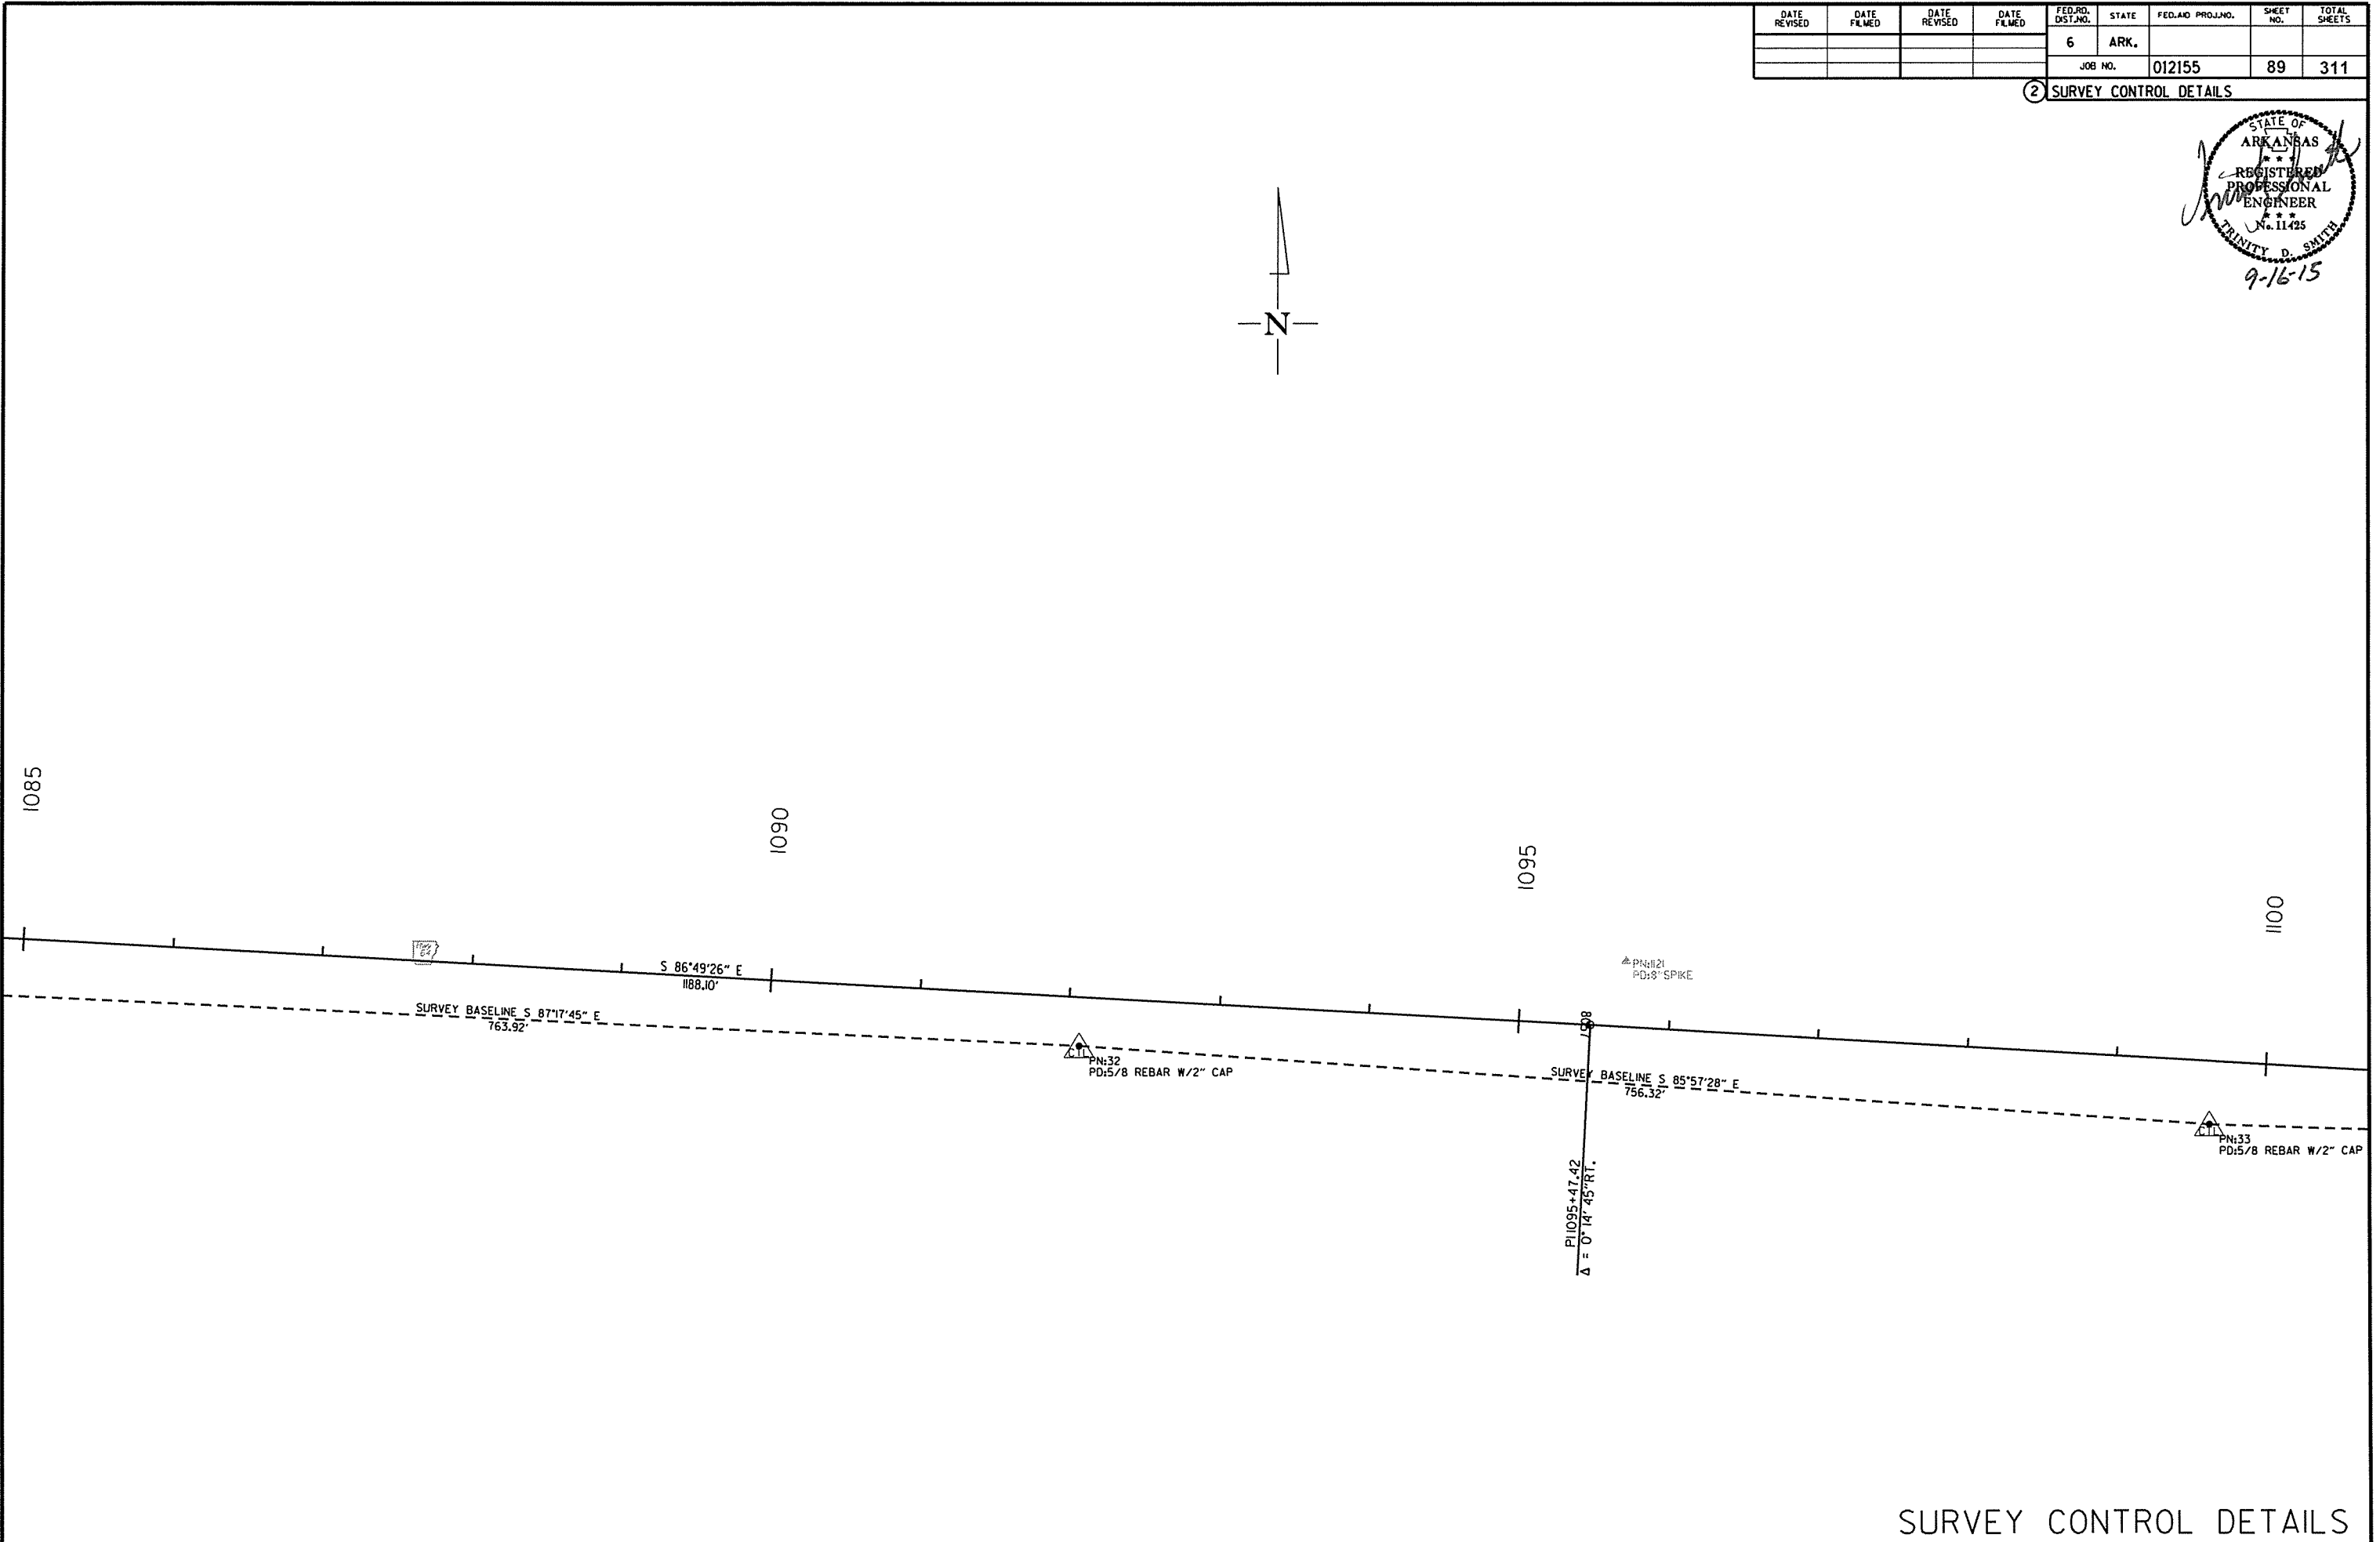 DATE REVISED
DATE FILMED
DATE REVISED
DATE FILMED
FED.RD. DIST.NO.
STATE
FED.AID PROJ.NO.
SHEET NO.
TOTAL SHEETS
6
ARK.
JOB NO.
012155
89
311
2
SURVEY CONTROL DETAILS
STATE OF
ARKANSAS
REGISTERED
PROFESSIONAL
ENGINEER
No. 11425
TRINITY D. SMITH
9-16-15
N
1085
1090
1095
1100
S 86°49'26" E
1188.10'
SURVEY BASELINE S 87°17'45" E
763.92'
CTL
PN:32
PD:5/8 REBAR W/2" CAP
PN:1121
PD:8" SPIKE
8057
SURVEY BASELINE S 85°57'28" E
756.32'
PI 1095+47.42
Δ = 0° 14' 45"RT.
CTL
PN:33
PD:5/8 REBAR W/2" CAP
SURVEY CONTROL DETAILS